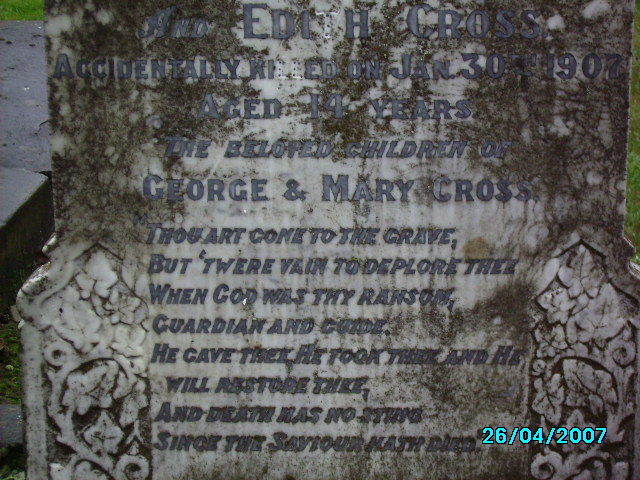 And Edith Cross
Accidentally Killed on Jan. 30th 1907
Aged 14 years
The beloved children of
George & Mary Cross.
Thou art gone to the grave,
But 'twere vain to deplore thee
When God was thy ransom,
Guardian and guide.
He gave thee, He took thee, and He
will restore thee,
And death has no sting
Since the Saviour hath died.
26/04/2007